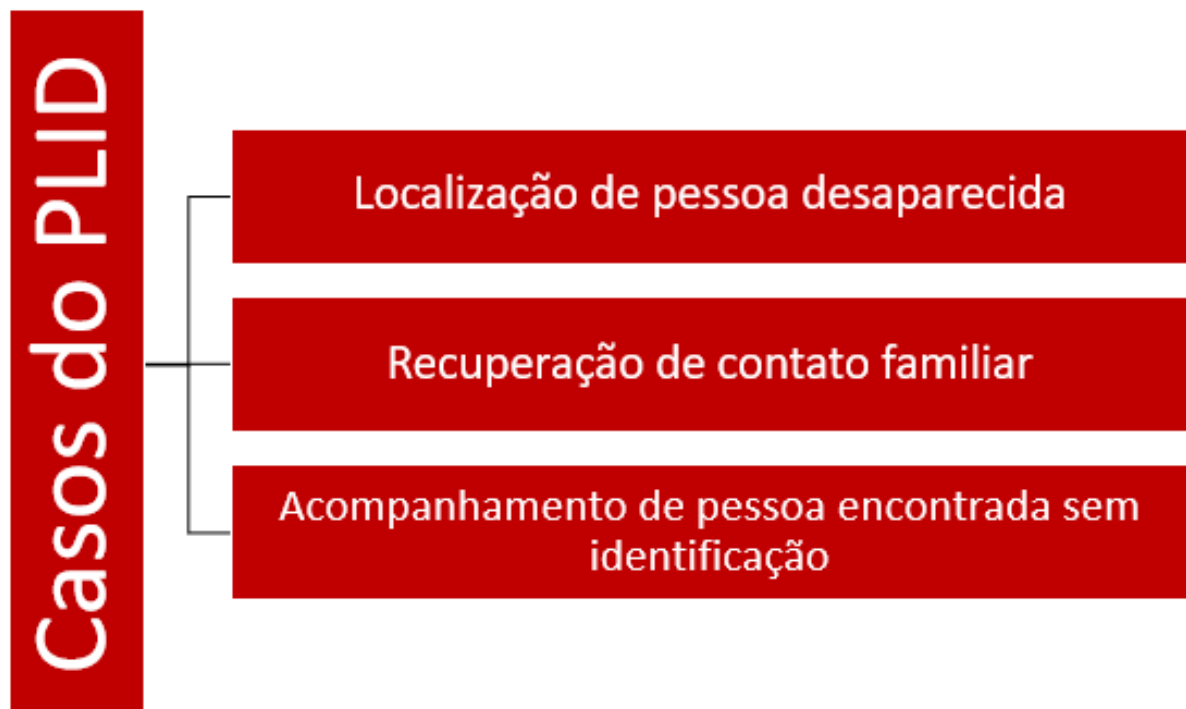 Casos do PLID
Localização de pessoa desaparecida
Recuperação de contato familiar
Acompanhamento de pessoa encontrada sem
identificação